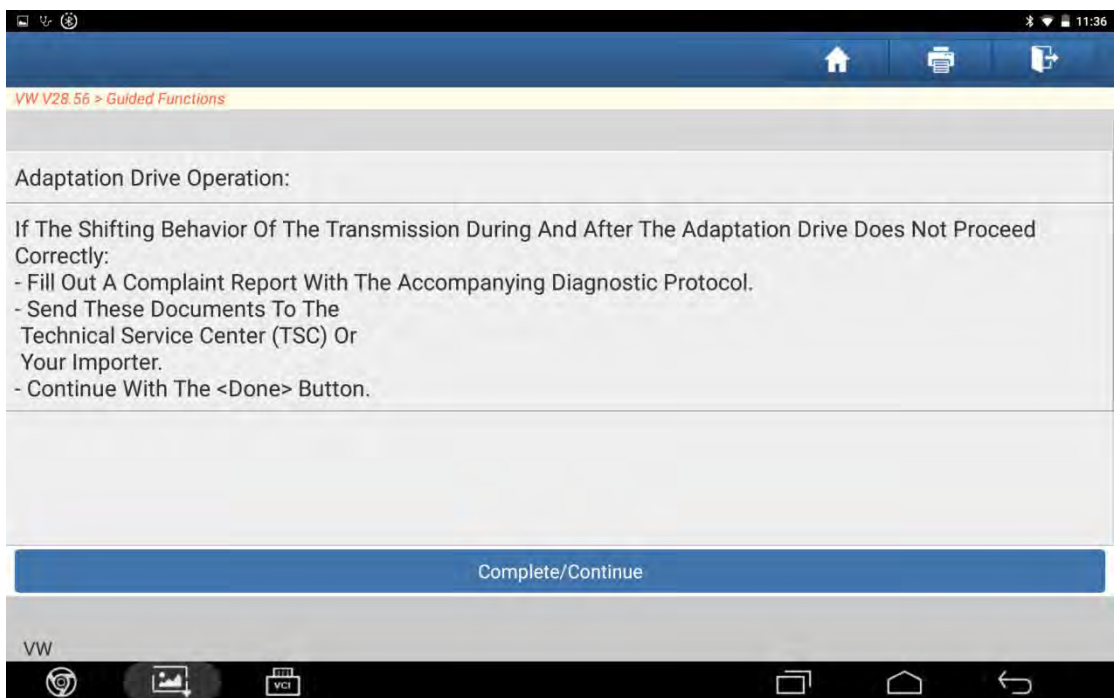 11:36
VW V28.56 > Guided Functions
Adaptation Drive Operation:
If The Shifting Behavior Of The Transmission During And After The Adaptation Drive Does Not Proceed
Correctly:
- Fill Out A Complaint Report With The Accompanying Diagnostic Protocol.
- Send These Documents To The
Technical Service Center (TSC) Or
Your Importer.
- Continue With The <Done> Button.
Complete/Continue
VW
VCI